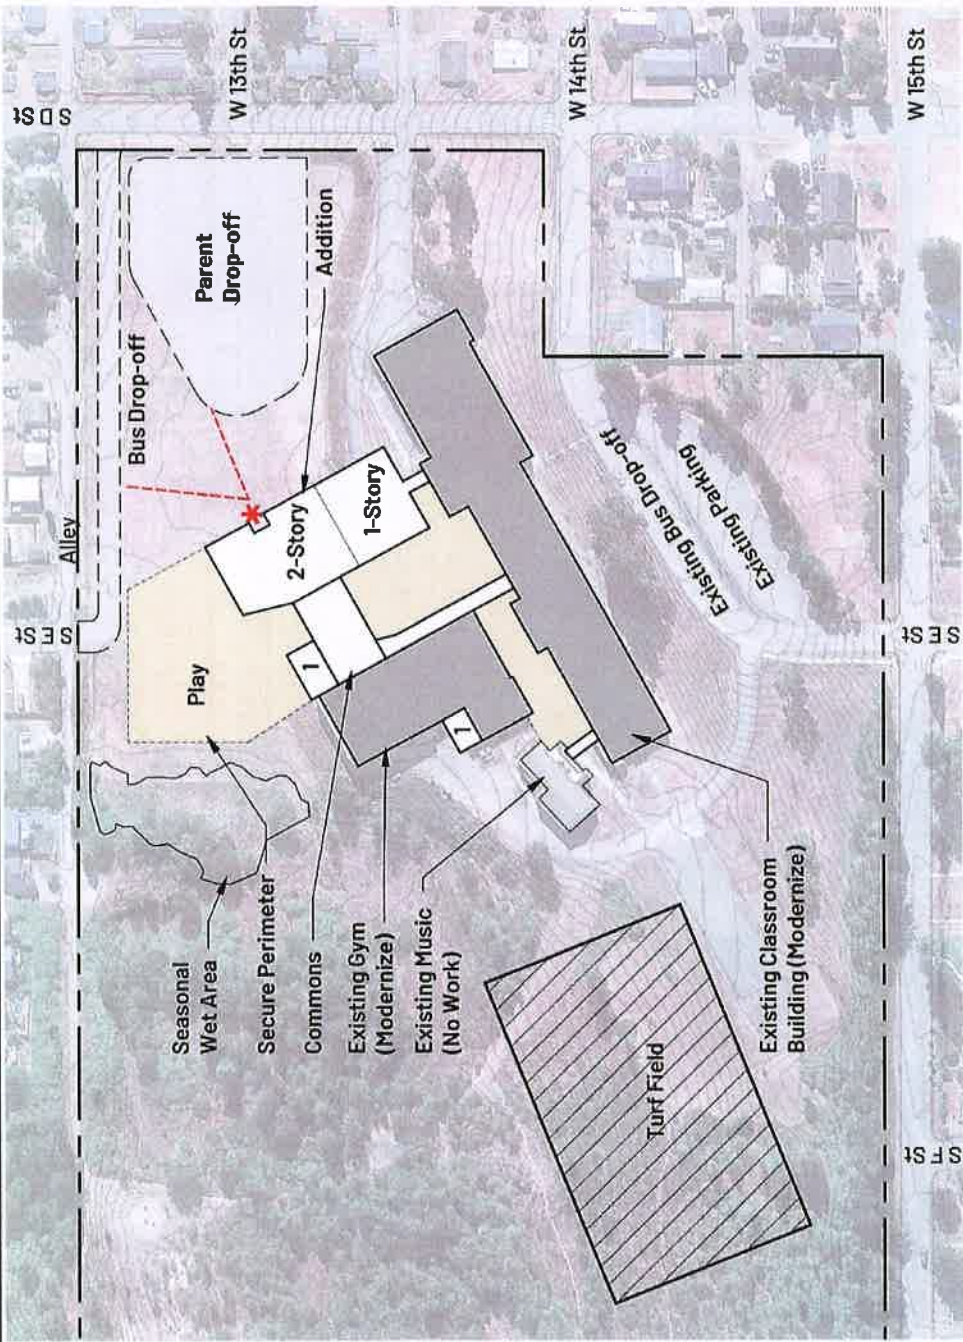 S E St
Alley
S D St
Bus Drop-off
Parent
Drop-off
W 13th St
Seasonal
Wet Area
Play
Secure Perimeter
Commons
1
2-Story
1-Story
Addition
Existing Gym
(Modernize)
Existing Music
(No Work)
1
W 14th St
Existing Bus Drop-off
Existing Parking
Turf Field
Existing Classroom
Building (Modernize)
S F St
S E St
W 15th St